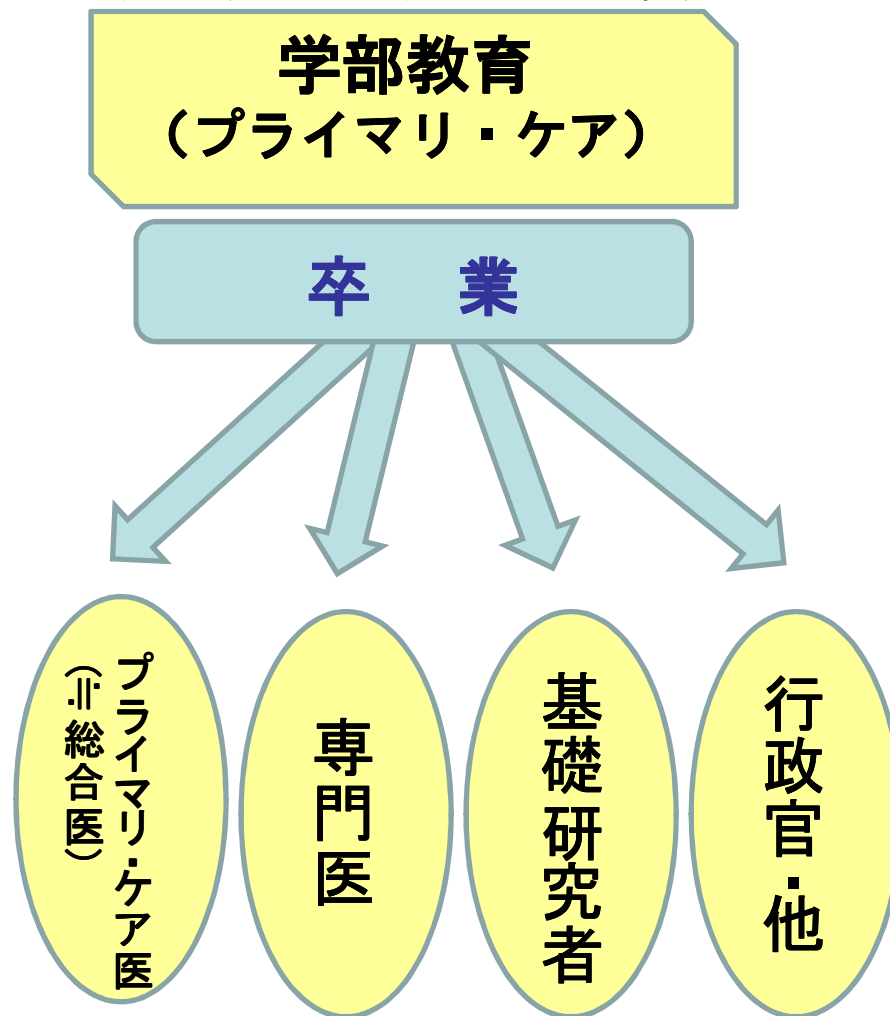 学部教育
（プライマリ・ケア）
卒　業
プライマリ・ケア医
（≒総合医）
専門医
基礎研究者
行政官・他